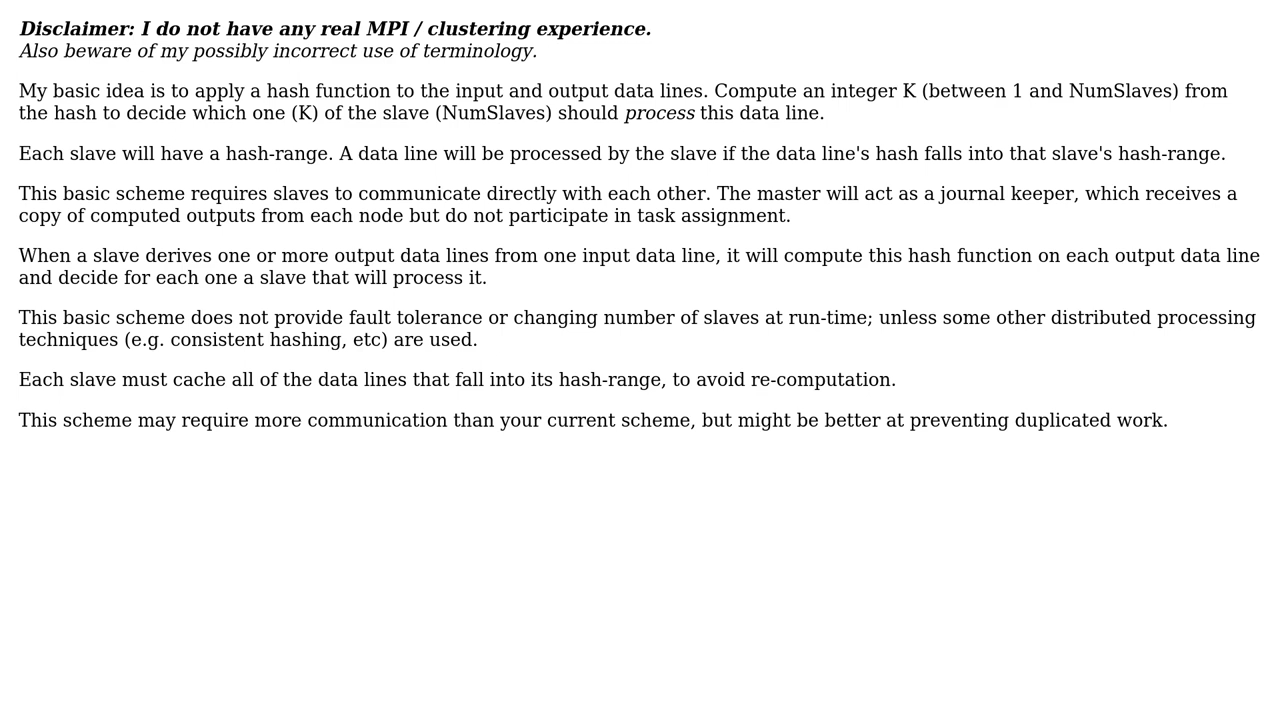 Disclaimer: I do not have any real MPI / clustering experience.
Also beware of my possibly incorrect use of terminology.
My basic idea is to apply a hash function to the input and output data lines. Compute an integer K (between 1 and NumSlaves) from
the hash to decide which one (K) of the slave (NumSlaves) should process this data line.
Each slave will have a hash-range. A data line will be processed by the slave if the data line's hash falls into that slave's hash-range.
This basic scheme requires slaves to communicate directly with each other. The master will act as a journal keeper, which receives a
copy of computed outputs from each node but do not participate in task assignment.
When a slave derives one or more output data lines from one input data line, it will compute this hash function on each output data line
and decide for each one a slave that will process it.
This basic scheme does not provide fault tolerance or changing number of slaves at run-time; unless some other distributed processing
techniques (e.g. consistent hashing, etc) are used.
Each slave must cache all of the data lines that fall into its hash-range, to avoid re-computation.
This scheme may require more communication than your current scheme, but might be better at preventing duplicated work.